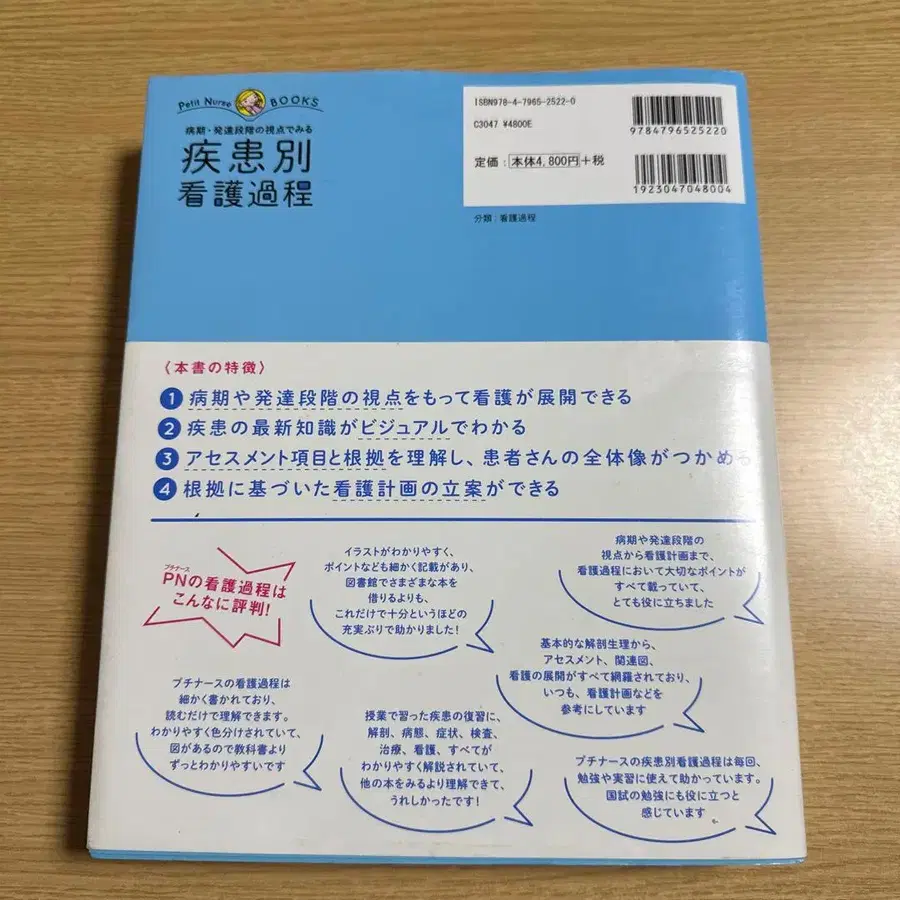 Petit Nurse BOOKS
病期・発達段階の視点でみる
疾患別
看護過程
ISBN978-4-7965-2522-0
C3047 ¥4800E
定価：本体4,800円＋税
9784796525220
1923047048004
分類：看護過程
〈本書の特徴〉
1 病期や発達段階の視点をもって看護が展開できる
2 疾患の最新知識がビジュアルでわかる
3 アセスメント項目と根拠を理解し、患者さんの全体像がつかめる
4 根拠に基づいた看護計画の立案ができる
プチナース
PNの看護過程は
こんなに評判！
イラストがわかりやすく、
ポイントなども細かく記載があり、
図書館でさまざまな本を
借りるよりも、
これだけで十分というほどの
充実ぶりで助かりました！
病期や発達段階の
視点から看護計画まで、
看護過程において大切なポイントが
すべて載っていて、
とても役に立ちました
基本的な解剖生理から、
アセスメント、関連図、
看護の展開がすべて網羅されており、
いつも、看護計画などを
参考にしています
プチナースの看護過程は
細かく書かれており、
読むだけで理解できます。
わかりやすく色分けされていて、
図があるので教科書より
ずっとわかりやすいです
授業で習った疾患の復習に、
解剖、病態、症状、検査、
治療、看護、すべてが
わかりやすく解説されていて、
他の本をみるより理解できて、
うれしかったです！
プチナースの疾患別看護過程は毎回、
勉強や実習に使えて助かっています。
国試の勉強にも役に立つと
感じています